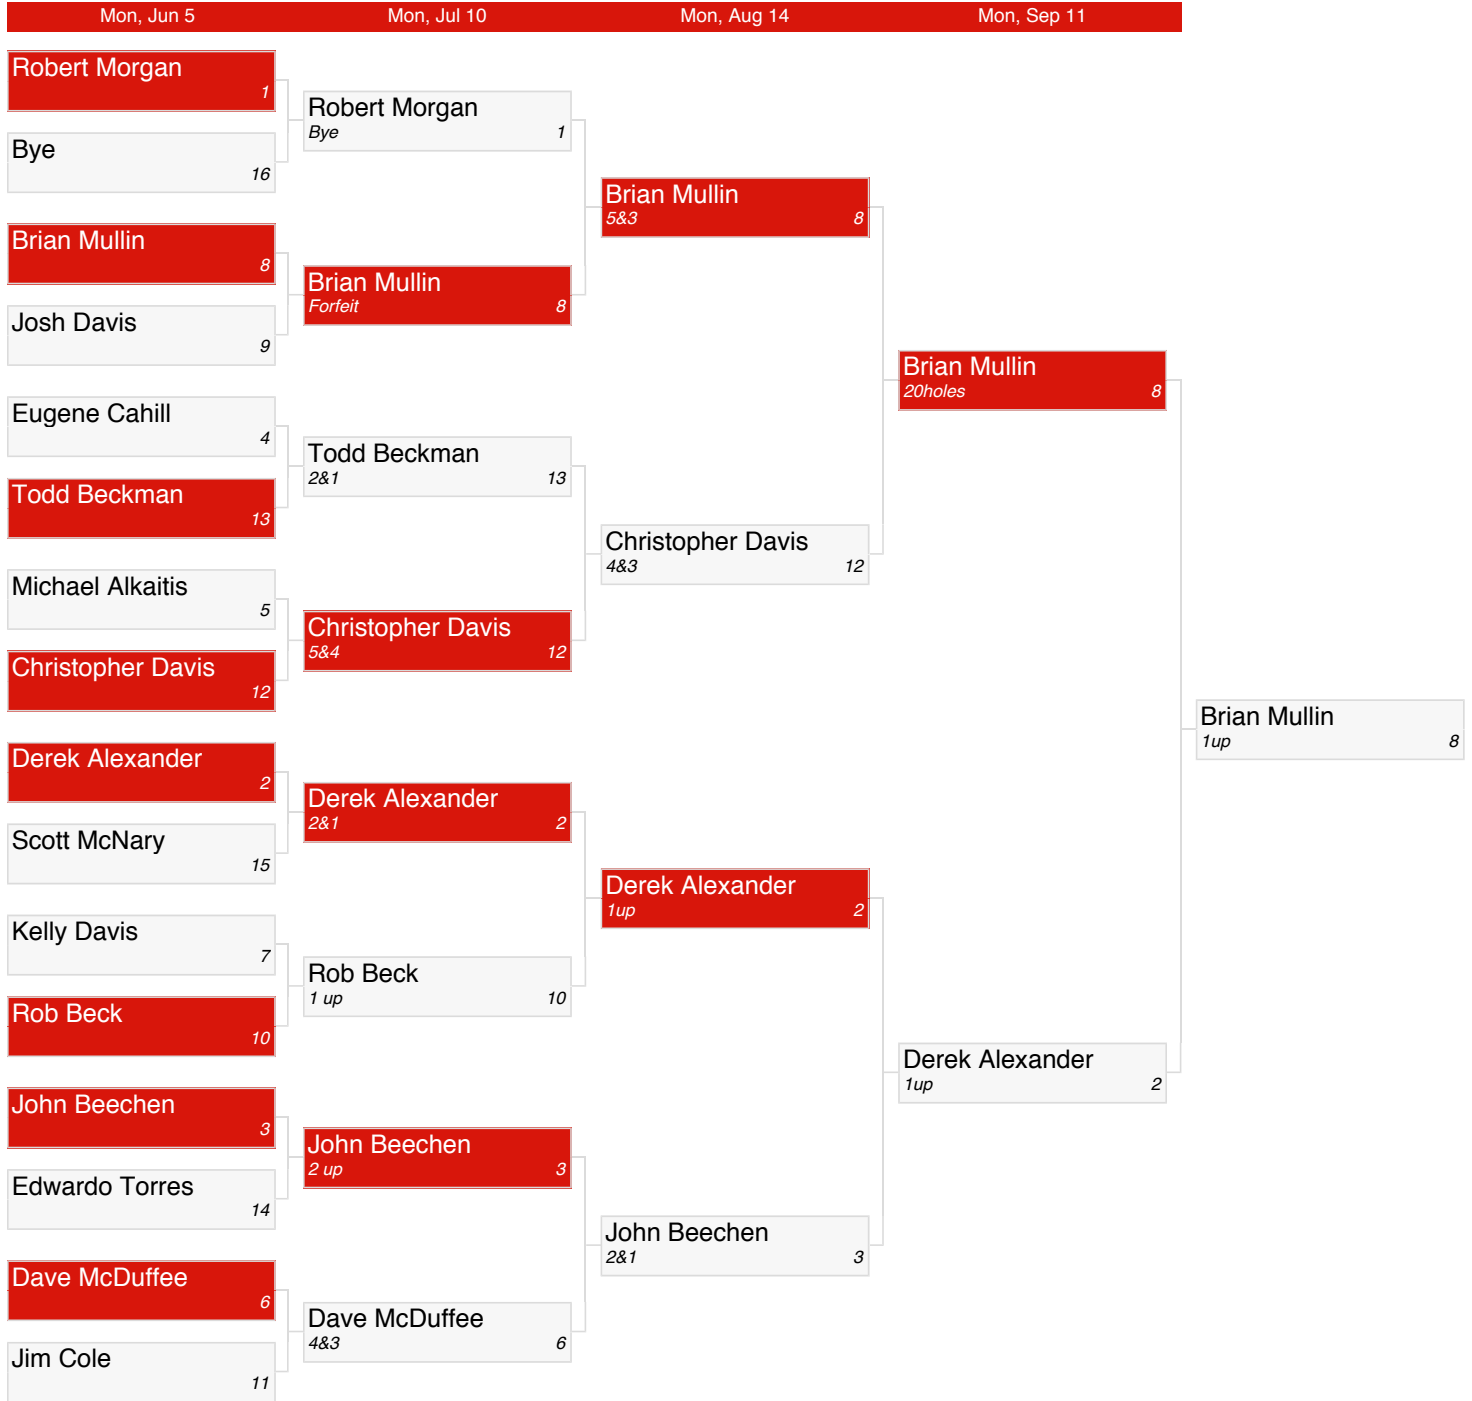 Mon, Jun 5 Mon, Jul 10 Mon, Aug 14 Mon, Sep 11
Robert Morgan
1
Bye
16
Brian Mullin
8
Josh Davis
9
Eugene Cahill
4
Todd Beckman
13
Michael Alkaitis
5
Christopher Davis
12
Derek Alexander
2
Scott McNary
15
Kelly Davis
7
Rob Beck
10
John Beechen
3
Edwardo Torres
14
Dave McDuffee
6
Jim Cole
11
Robert Morgan
Bye 1
Brian Mullin
Forfeit 8
Todd Beckman
2&1 13
Christopher Davis
5&4 12
Derek Alexander
2&1 2
Rob Beck
1 up 10
John Beechen
2 up 3
Dave McDuffee
4&3 6
Brian Mullin
5&3 8
Christopher Davis
4&3 12
Derek Alexander
1up 2
John Beechen
2&1 3
Brian Mullin
20holes 8
Derek Alexander
1up 2
Brian Mullin
1up 8